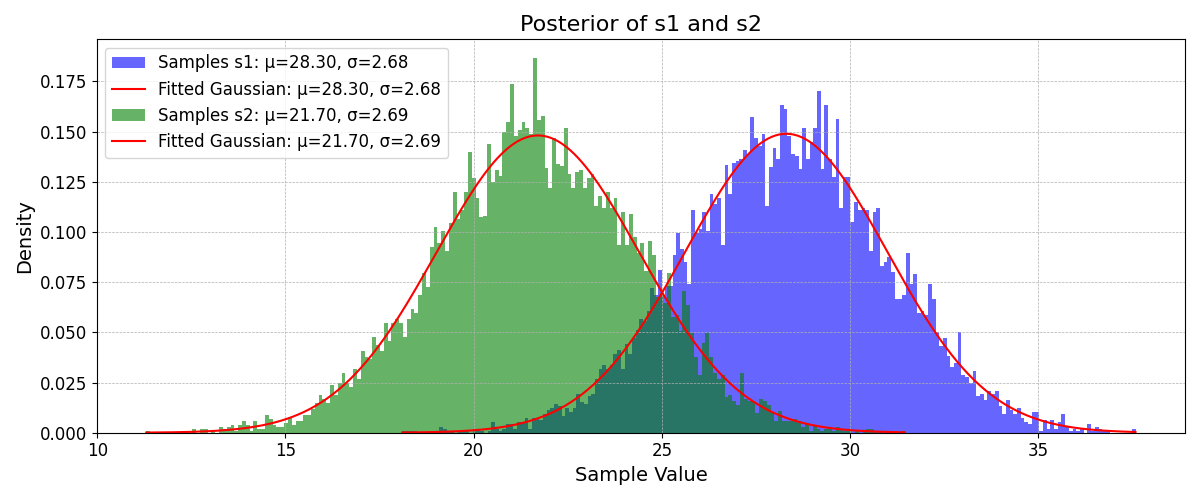 Posterior of s1 and s2
Samples s1: μ=28.30, σ=2.68
Fitted Gaussian: μ=28.30, σ=2.68
Samples s2: μ=21.70, σ=2.69
Fitted Gaussian: μ=21.70, σ=2.69
Density
0.175
0.150
0.125
0.100
0.075
0.050
0.025
0.000
10 15 20 25 30 35
Sample Value